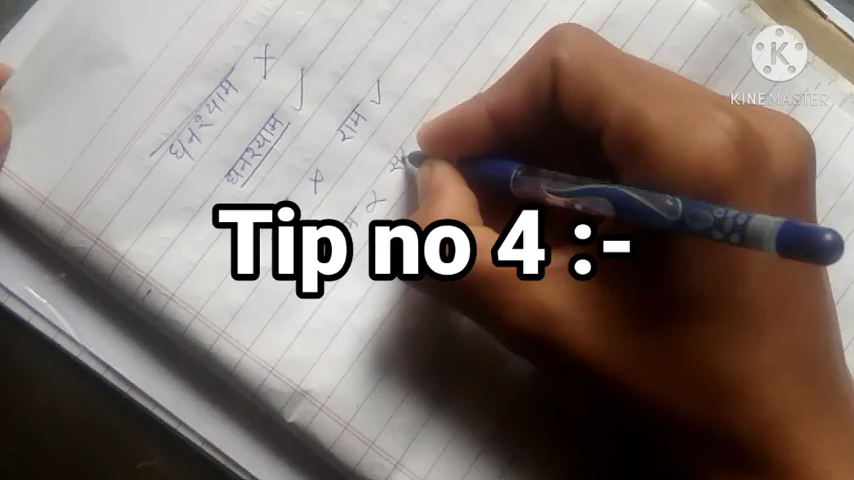 घनश्याम ×
घनश्याम ✓
× राम ✓
Tip no 4 :-
KINEMASTER